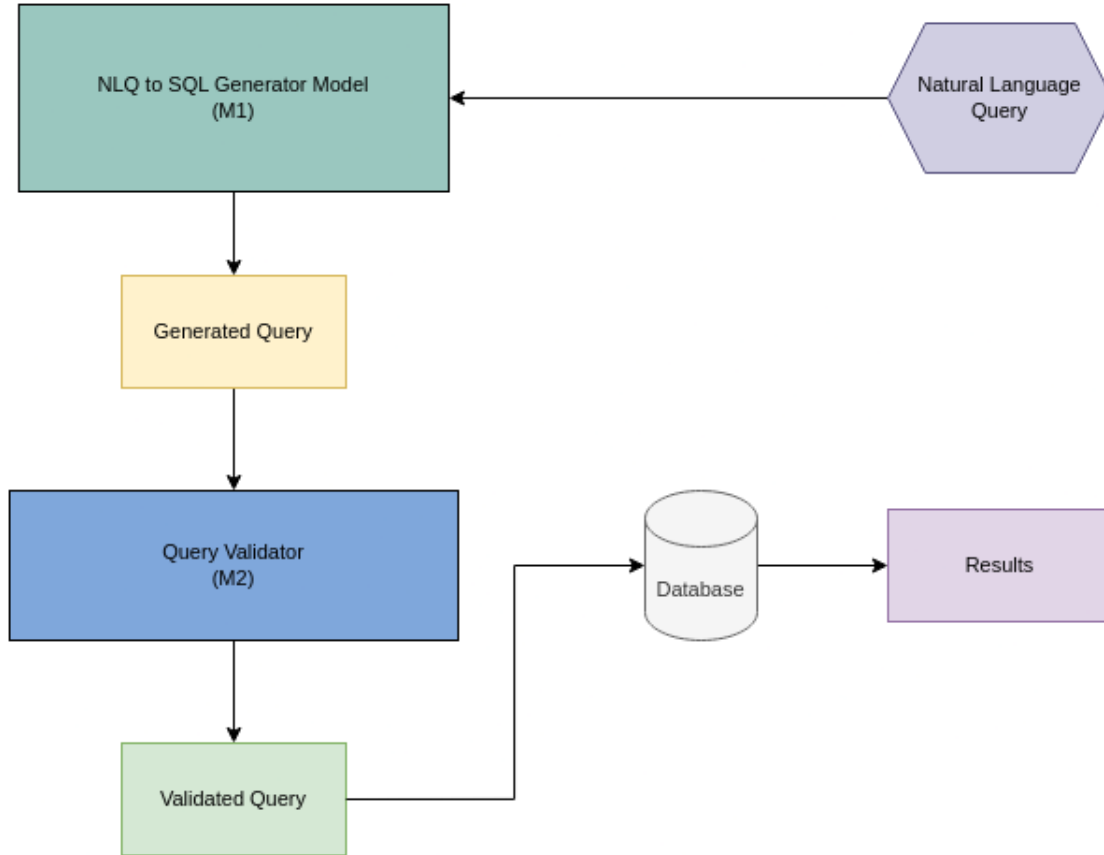 NLQ to SQL Generator Model
(M1)
Natural Language
Query
Generated Query
Query Validator
(M2)
Database
Results
Validated Query